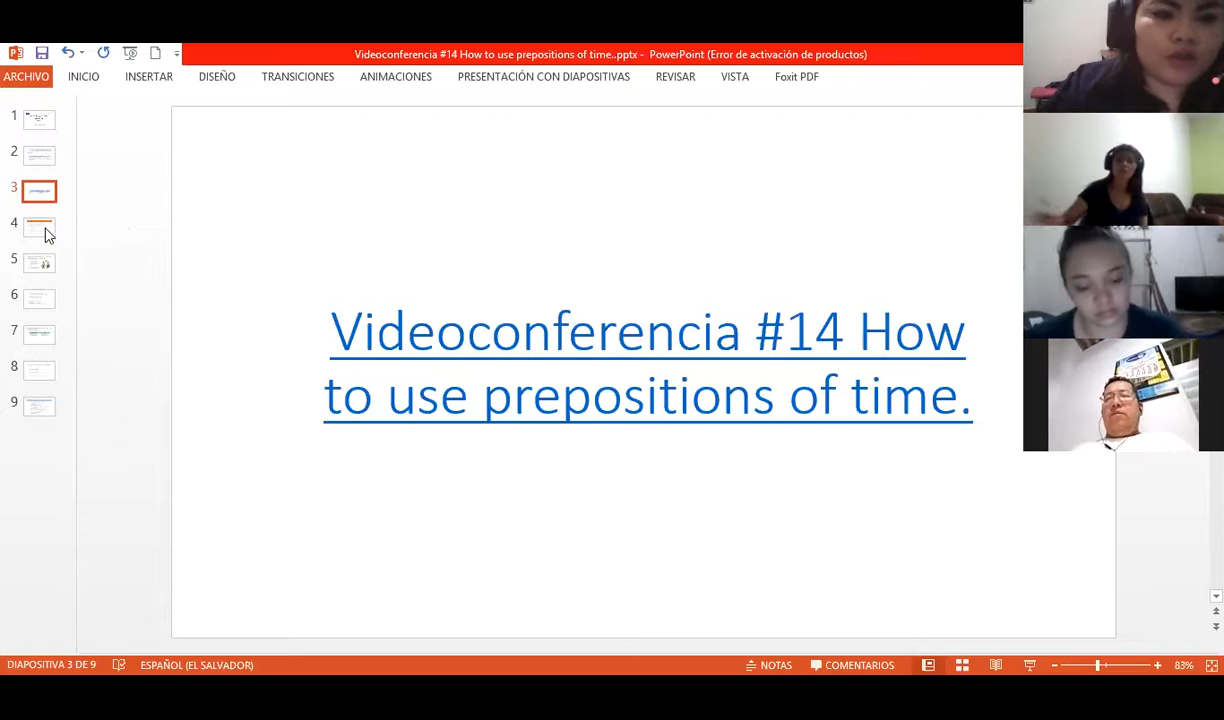 Videoconferencia #14 How to use prepositions of time..pptx - PowerPoint (Error de activación de productos)
ARCHIVO INICIO INSERTAR DISEÑO TRANSICIONES ANIMACIONES PRESENTACIÓN CON DIAPOSITIVAS REVISAR VISTA Foxit PDF
1
2
3
4
5
6
7
8
9
Videoconferencia #14 How
to use prepositions of time.
DIAPOSITIVA 3 DE 9 ESPAÑOL (EL SALVADOR) NOTAS COMENTARIOS 83%